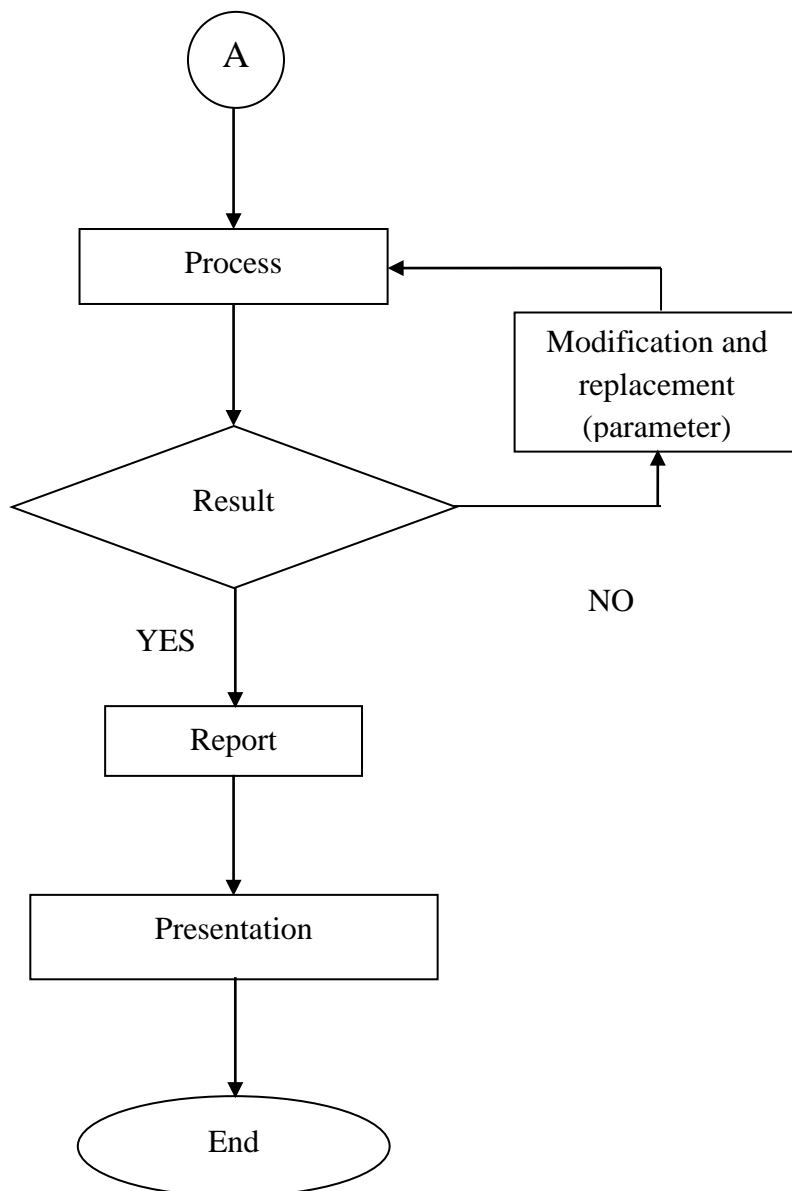 A
Process
Modification and
replacement
(parameter)
Result
NO
YES
Report
Presentation
End